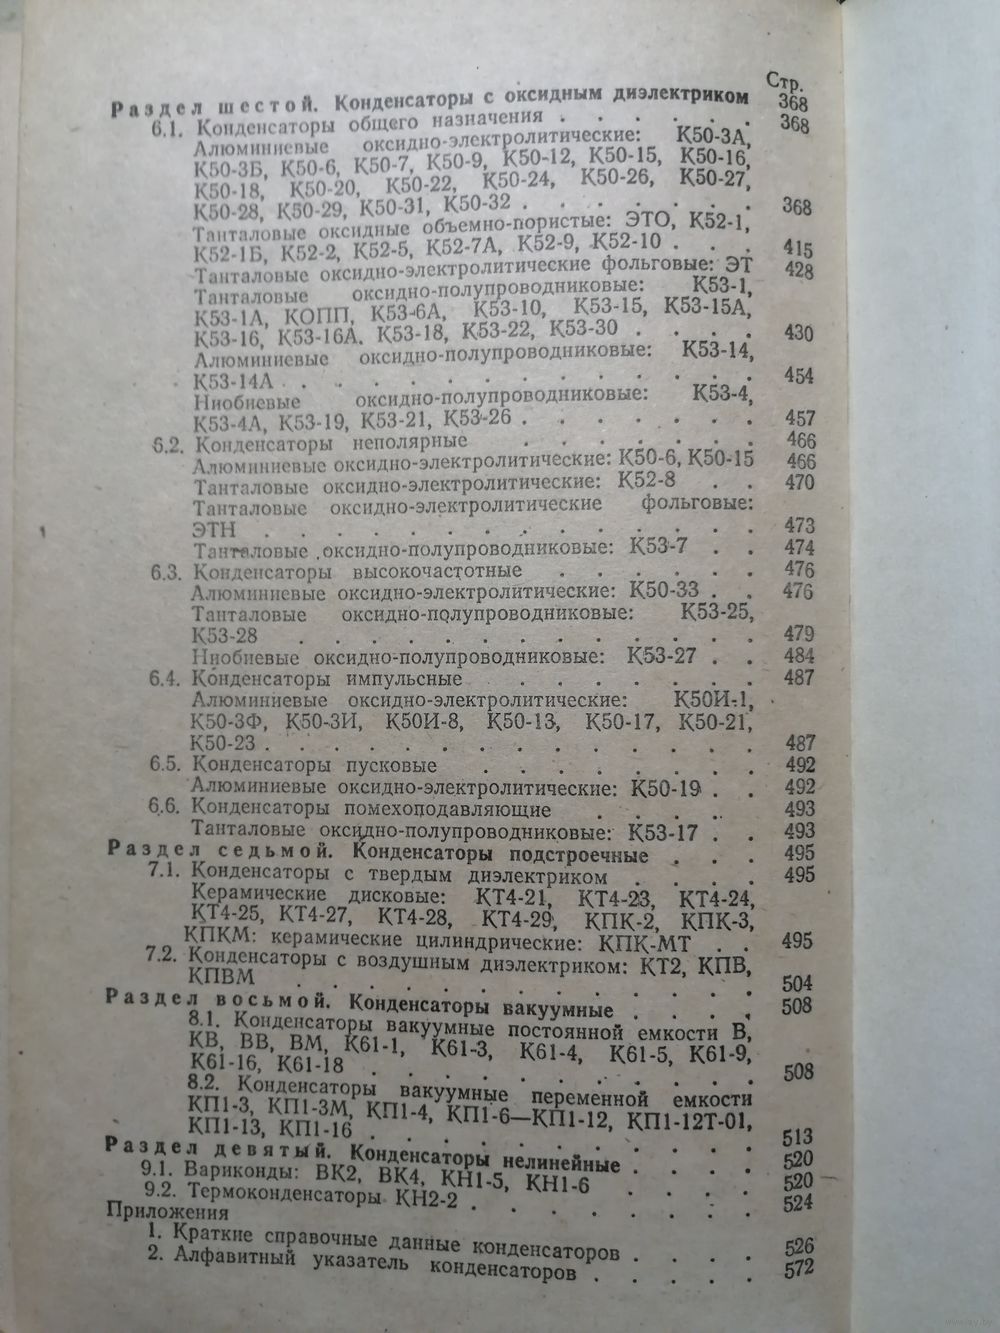 Стр.
Раздел шестой. Конденсаторы с оксидным диэлектриком 368
6.1. Конденсаторы общего назначения . . . . . . 368
Алюминиевые оксидно-электролитические: К50-3А,
К50-3Б, К50-6, К50-7, К50-9, К50-12, К50-15, К50-16,
К50-18, К50-20, К50-22, К50-24, К50-26, К50-27,
К50-28, К50-29, К50-31, К50-32 . . . . . . . 368
Танталовые оксидные объемно-пористые: ЭТО, К52-1,
К52-1Б, К52-2, К52-5, К52-7А, К52-9, К52-10 . . . 415
Танталовые оксидно-электролитические фольговые: ЭТ 428
Танталовые оксидно-полупроводниковые: К53-1,
К53-1А, КОПП, К53-6А, К53-10, К53-15, К53-15А,
К53-16, К53-16А. К53-18, К53-22, К53-30 . . . . 430
Алюминиевые оксидно-полупроводниковые: К53-14,
К53-14А . . . . . . . . . . . . . 454
Ниобиевые оксидно-полупроводниковые: К53-4,
К53-4А, К53-19, К53-21, К53-26 . . . . . . . 457
6.2. Конденсаторы неполярные . . . . . . . 466
Алюминиевые оксидно-электролитические: К50-6, К50-15 466
Танталовые оксидно-электролитические: К52-8 . . 470
Танталовые оксидно-электролитические фольговые:
ЭТН . . . . . . . . . . . . . . 473
Танталовые оксидно-полупроводниковые: К53-7 . . 474
6.3. Конденсаторы высокочастотные . . . . . . 476
Алюминиевые оксидно-электролитические: К50-33 . . 476
Танталовые оксидно-полупроводниковые: К53-25,
К53-28 . . . . . . . . . . . . . 479
Ниобиевые оксидно-полупроводниковые: К53-27 . . 484
6.4. Конденсаторы импульсные . . . . . . . 487
Алюминиевые оксидно-электролитические: К50И-1,
К50-3Ф, К50-3И, К50И-8, К50-13, К50-17, К50-21,
К50-23 . . . . . . . . . . . . . . 487
6.5. Конденсаторы пусковые . . . . . . . . 492
Алюминиевые оксидно-электролитические: К50-19 . . 492
6.6. Конденсаторы помехоподавляющие . . . . . 493
Танталовые оксидно-полупроводниковые: К53-17 . . 493
Раздел седьмой. Конденсаторы подстроечные . . . 495
7.1. Конденсаторы с твердым диэлектриком . . . . 495
Керамические дисковые: КТ4-21, КТ4-23, КТ4-24,
КТ4-25, КТ4-27, КТ4-28, КТ4-29, КПК-2, КПК-3,
КПКМ: керамические цилиндрические: КПК-МТ . . 495
7.2. Конденсаторы с воздушным диэлектриком: КТ2, КПВ,
КПВМ . . . . . . . . . . . . . 504
Раздел восьмой. Конденсаторы вакуумные . . . . 508
8.1. Конденсаторы вакуумные постоянной емкости В,
КВ, ВВ, ВМ, К61-1, К61-3, К61-4, К61-5, К61-9,
К61-16, К61-18 . . . . . . . . . . . 508
8.2. Конденсаторы вакуумные переменной емкости
КП1-3, КП1-3М, КП1-4, КП1-6—КП1-12, КП1-12Т-01,
КП1-13, КП1-16 . . . . . . . . . . . 513
Раздел девятый. Конденсаторы нелинейные . . . . 520
9.1. Вариконды: ВК2, ВК4, КН1-5, КН1-6 . . . . 520
9.2. Термоконденсаторы КН2-2 . . . . . . . . 524
Приложения
1. Краткие справочные данные конденсаторов . . . . 526
2. Алфавитный указатель конденсаторов . . . . . 572